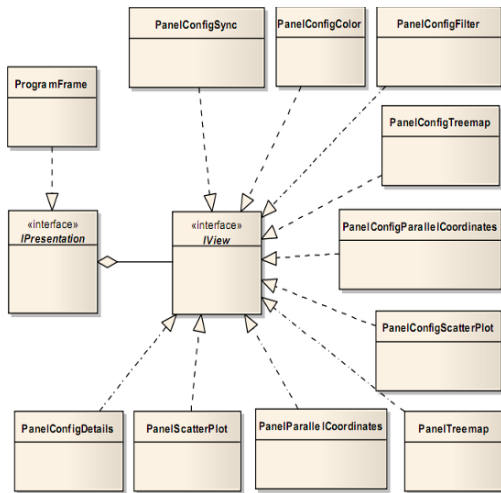 PanelConfigSync
PanelConfigColor
PanelConfigFilter
ProgramFrame
PanelConfigTreemap
«interface»
IPresentation
«interface»
IView
PanelConfigParallelCoordinates
PanelConfigScatterPlot
PanelConfigDetails
PanelScatterPlot
PanelParallelCoordinates
PanelTreemap